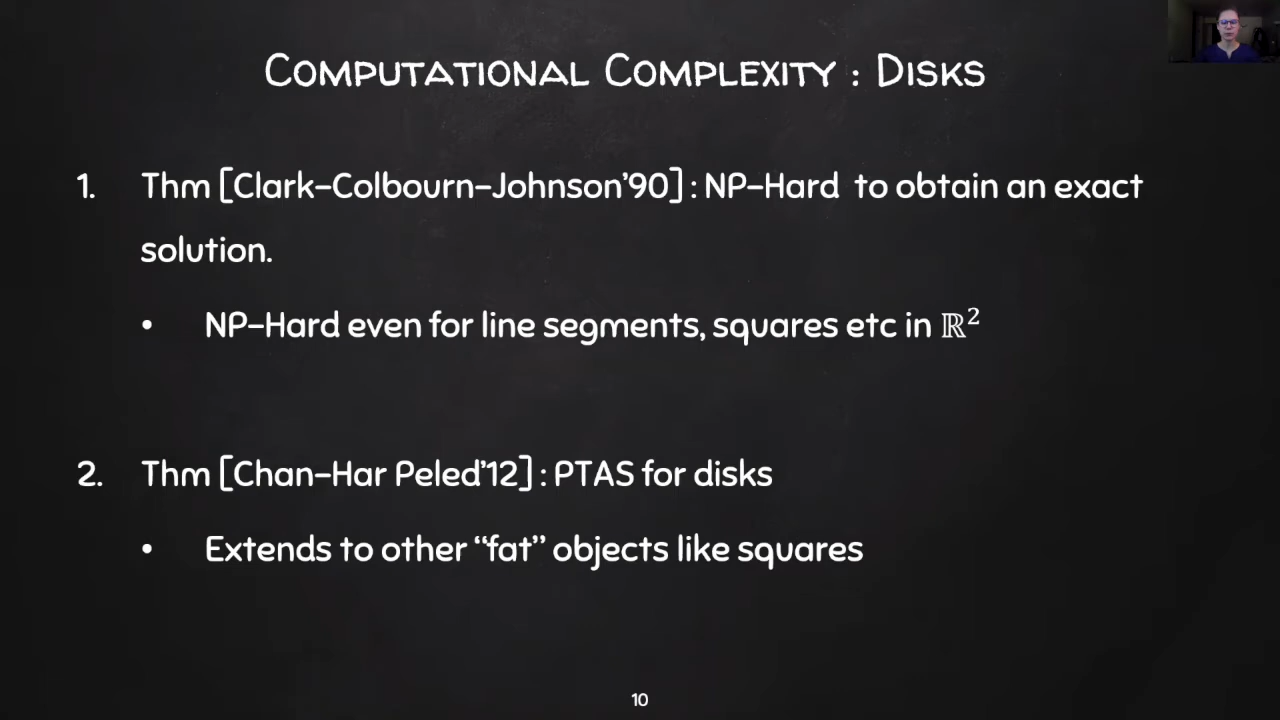 COMPUTATIONAL COMPLEXITY : DISKS
1. Thm [Clark-Colbourn-Johnson’90] : NP-Hard to obtain an exact
solution.
• NP-Hard even for line segments, squares etc in ℝ²
2. Thm [Chan-Har Peled’12] : PTAS for disks
• Extends to other “fat” objects like squares
10